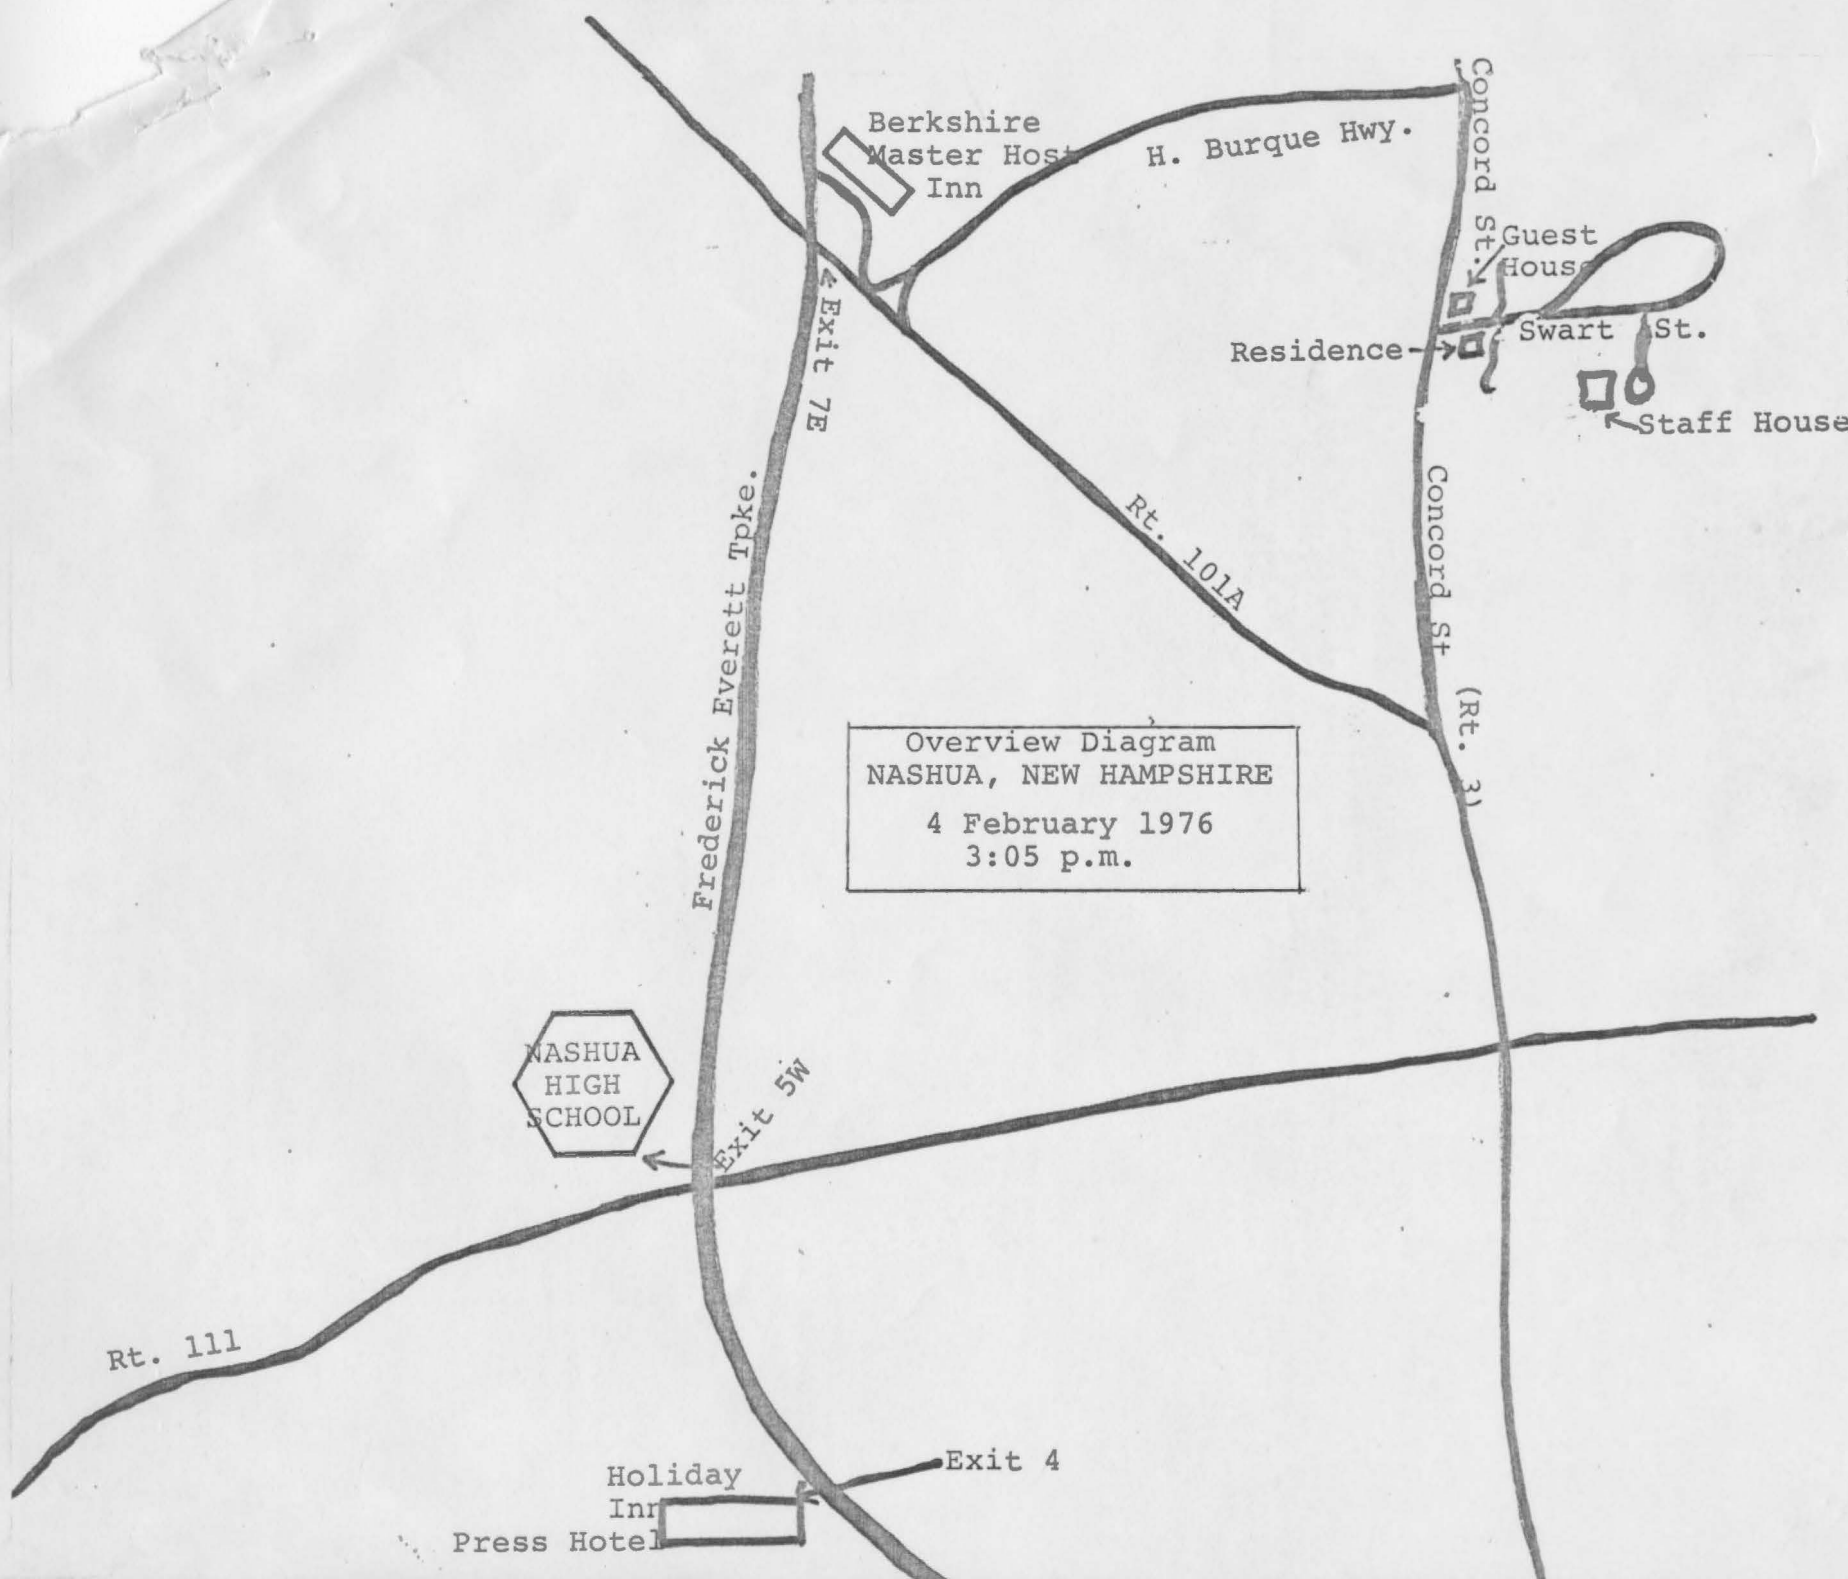 Berkshire
Master Host
Inn
H. Burque Hwy.
Concord St.
Guest
House
Swart St.
Residence
Staff House
Exit 7E
Frederick Everett Tpke.
Rt. 101A
Concord St
(Rt. 3)
Overview Diagram
NASHUA, NEW HAMPSHIRE
4 February 1976
3:05 p.m.
NASHUA
HIGH
SCHOOL
Exit 5W
Rt. 111
Exit 4
Holiday
Inn
Press Hotel